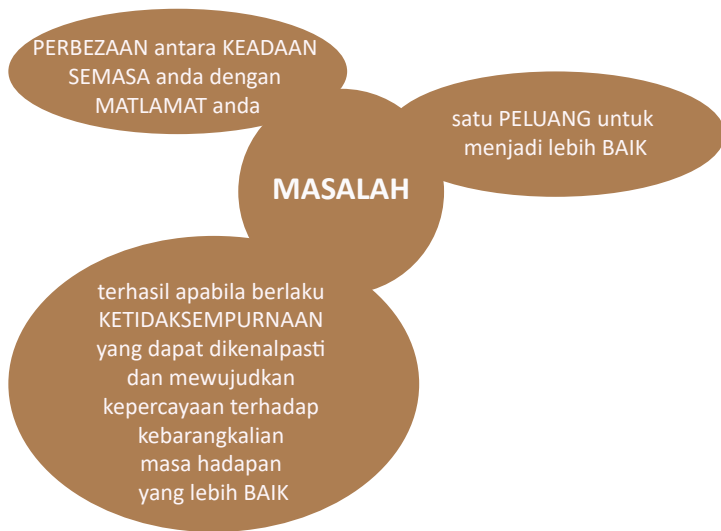 PERBEZAAN antara KEADAAN
SEMASA anda dengan
MATLAMAT anda
satu PELUANG untuk
menjadi lebih BAIK
MASALAH
terhasil apabila berlaku
KETIDAKSEMPURNAAN
yang dapat dikenalpasti
dan mewujudkan
kepercayaan terhadap
kebarangkalian
masa hadapan
yang lebih BAIK